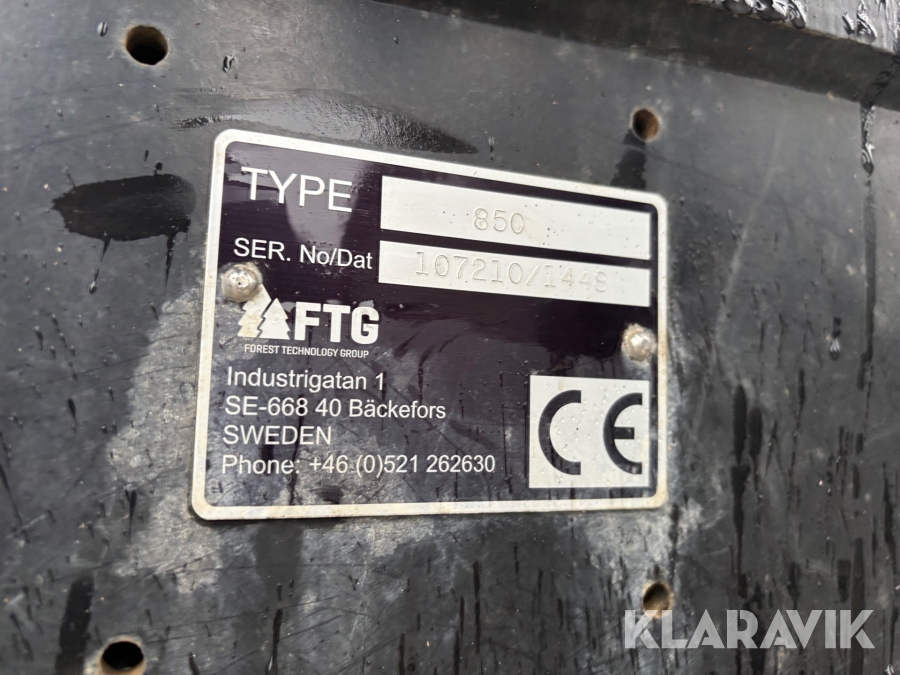 TYPE 850
SER. No/Dat 107210/1448
FTG
FOREST TECHNOLOGY GROUP
Industrigatan 1
SE-668 40 Bäckefors
SWEDEN
Phone: +46 (0)521 262630
CE
KLARAVIK